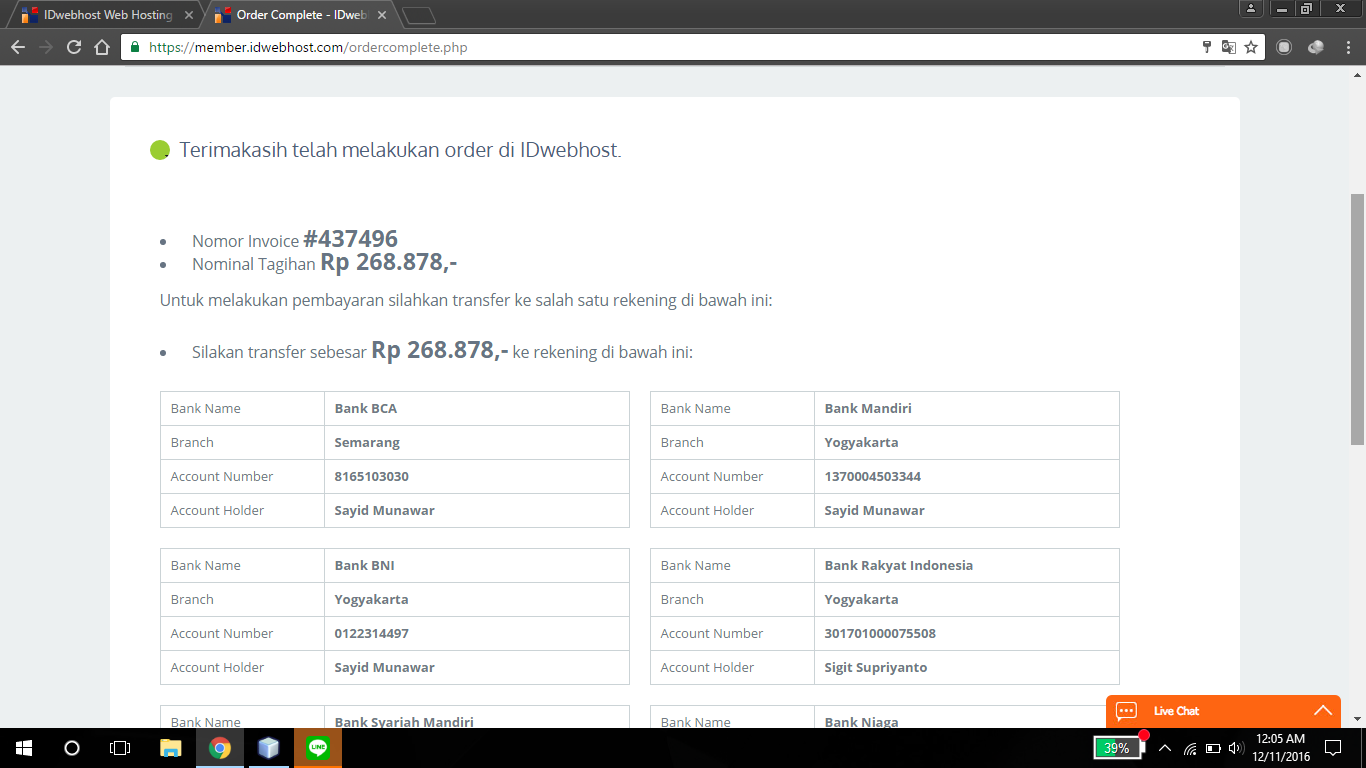 IDwebhost Web Hosting
Order Complete - IDweb
https://member.idwebhost.com/ordercomplete.php
Terimakasih telah melakukan order di IDwebhost.
Nomor Invoice #437496
Nominal Tagihan Rp 268.878,-
Untuk melakukan pembayaran silahkan transfer ke salah satu rekening di bawah ini:
Silakan transfer sebesar Rp 268.878,- ke rekening di bawah ini:
Bank Name Bank BCA
Branch Semarang
Account Number 8165103030
Account Holder Sayid Munawar
Bank Name Bank Mandiri
Branch Yogyakarta
Account Number 1370004503344
Account Holder Sayid Munawar
Bank Name Bank BNI
Branch Yogyakarta
Account Number 0122314497
Account Holder Sayid Munawar
Bank Name Bank Rakyat Indonesia
Branch Yogyakarta
Account Number 301701000075508
Account Holder Sigit Supriyanto
Bank Name Bank Syariah Mandiri
Bank Name Bank Niaga
Live Chat
LINE
39%
12:05 AM
12/11/2016